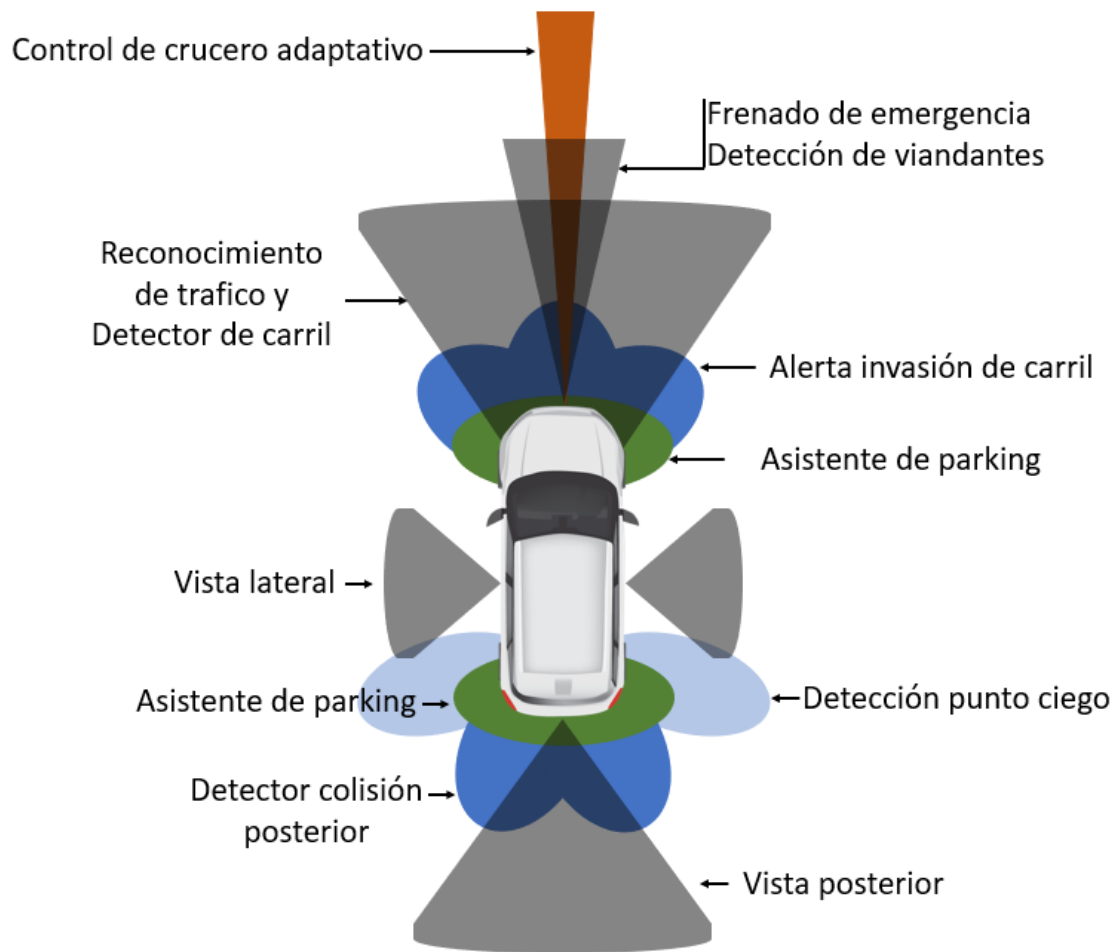 Control de crucero adaptativo
Frenado de emergencia
Detección de viandantes
Reconocimiento
de trafico y
Detector de carril
Alerta invasión de carril
Asistente de parking
Vista lateral
Asistente de parking
Detección punto ciego
Detector colisión
posterior
Vista posterior